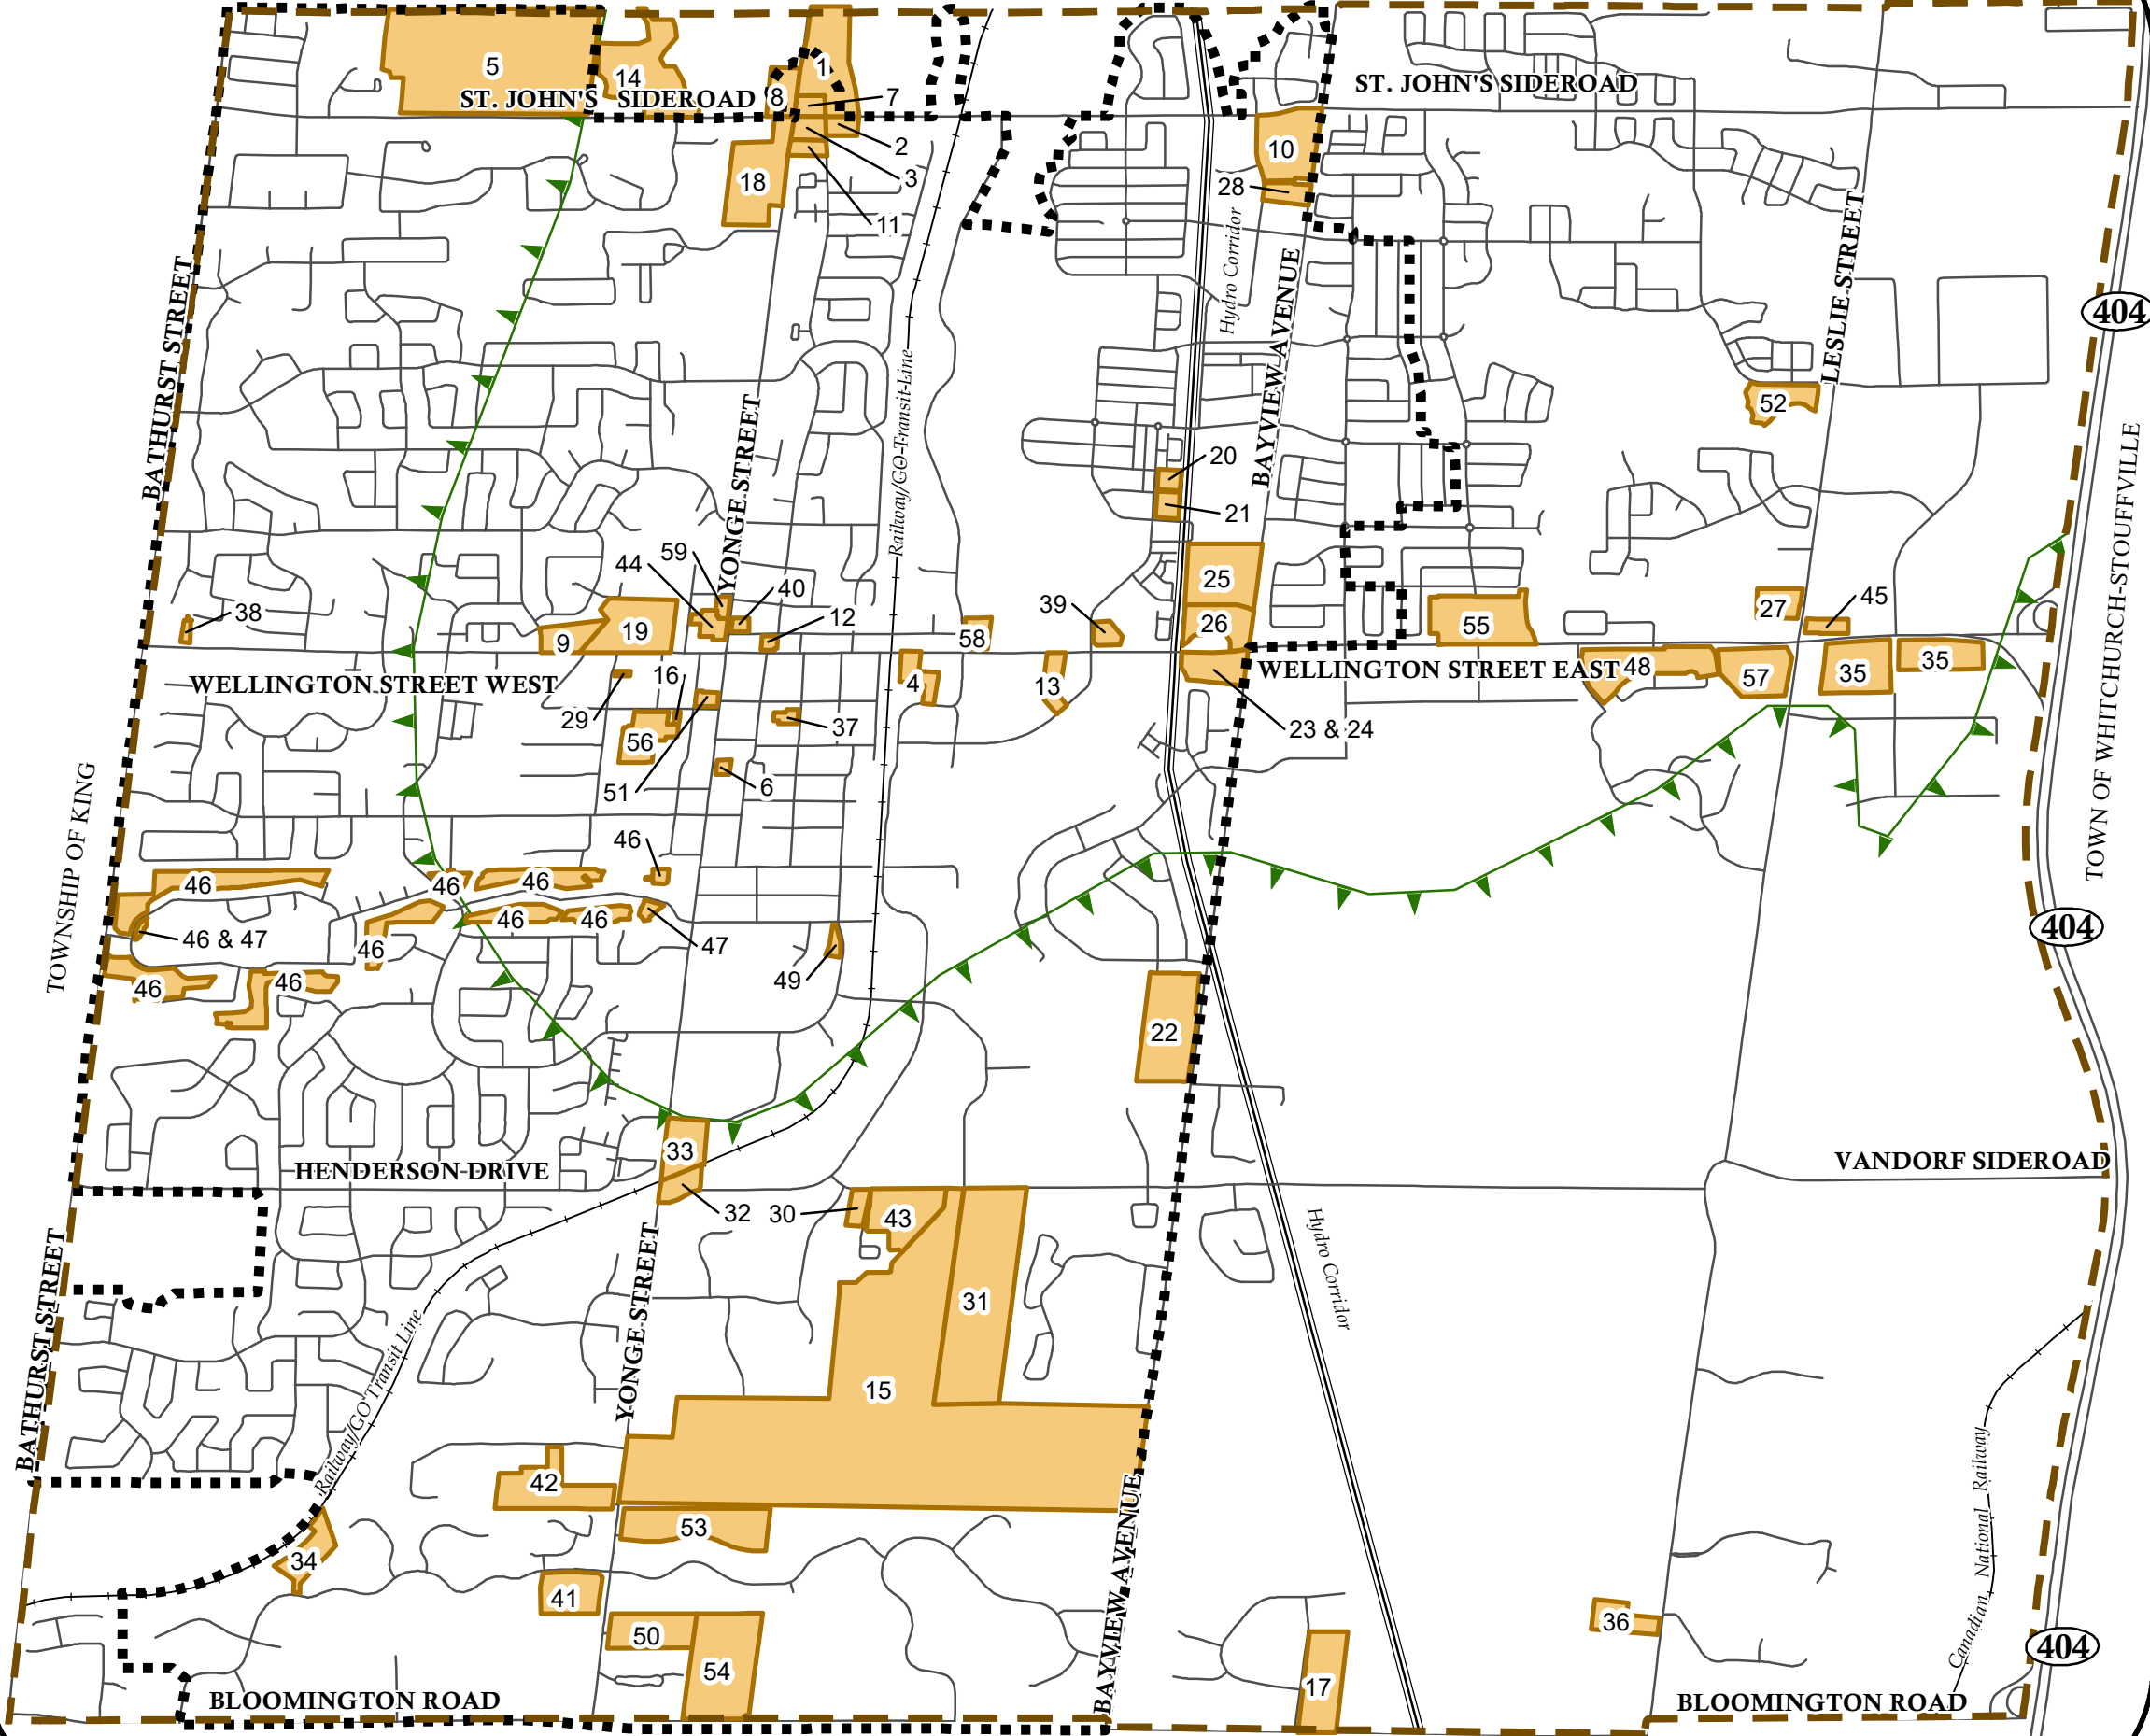 5
14
1
ST. JOHN'S SIDEROAD
8
7
ST. JOHN'S SIDEROAD
2
3
10
18
28
11
Hydro Corridor
BATHURST STREET
YONGE STREET
Railway/GO-Transit-Line
BAYVIEW AVENUE
LESLIE STREET
404
52
20
21
TOWN OF WHITCHURCH-STOUFFVILLE
59
44
40
25
38
12
39
26
27
45
9
19
58
55
WELLINGTON STREET WEST
16
4
13
WELLINGTON STREET EAST
48
57
35
35
29
56
37
23 & 24
51
6
TOWNSHIP OF KING
46
46
46
46
46
46
46 & 47
46
47
49
46
46
404
22
33
HENDERSON DRIVE
VANDORF SIDEROAD
32
30
43
Hydro Corridor
BATHURST STREET
YONGE STREET
31
Railway/GO Transit Line
15
42
53
34
BAYVIEW AVENUE
Canadian National Railway
41
50
36
54
17
404
BLOOMINGTON ROAD
BLOOMINGTON ROAD